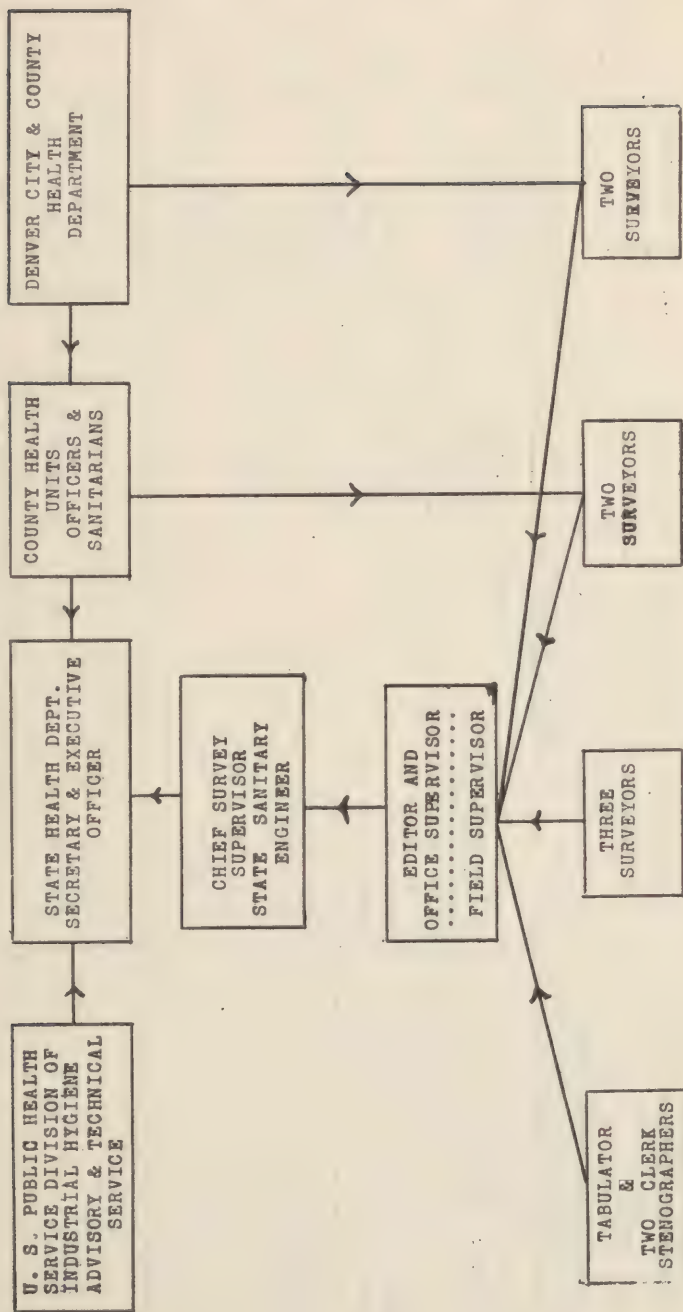 U. S. PUBLIC HEALTH
SERVICE DIVISION OF
INDUSTRIAL HYGIENE
ADVISORY & TECHNICAL
SERVICE
STATE HEALTH DEPT.
SECRETARY & EXECUTIVE
OFFICER
COUNTY HEALTH
UNITS
OFFICERS &
SANITARIANS
DENVER CITY & COUNTY
HEALTH
DEPARTMENT
CHIEF SURVEY
SUPERVISOR
STATE SANITARY
ENGINEER
EDITOR AND
OFFICE SUPERVISOR
....................
FIELD SUPERVISOR
TABULATOR
&
TWO CLERK
STENOGRAPHERS
THREE
SURVEYORS
TWO
SURVEYORS
TWO
SURVEYORS